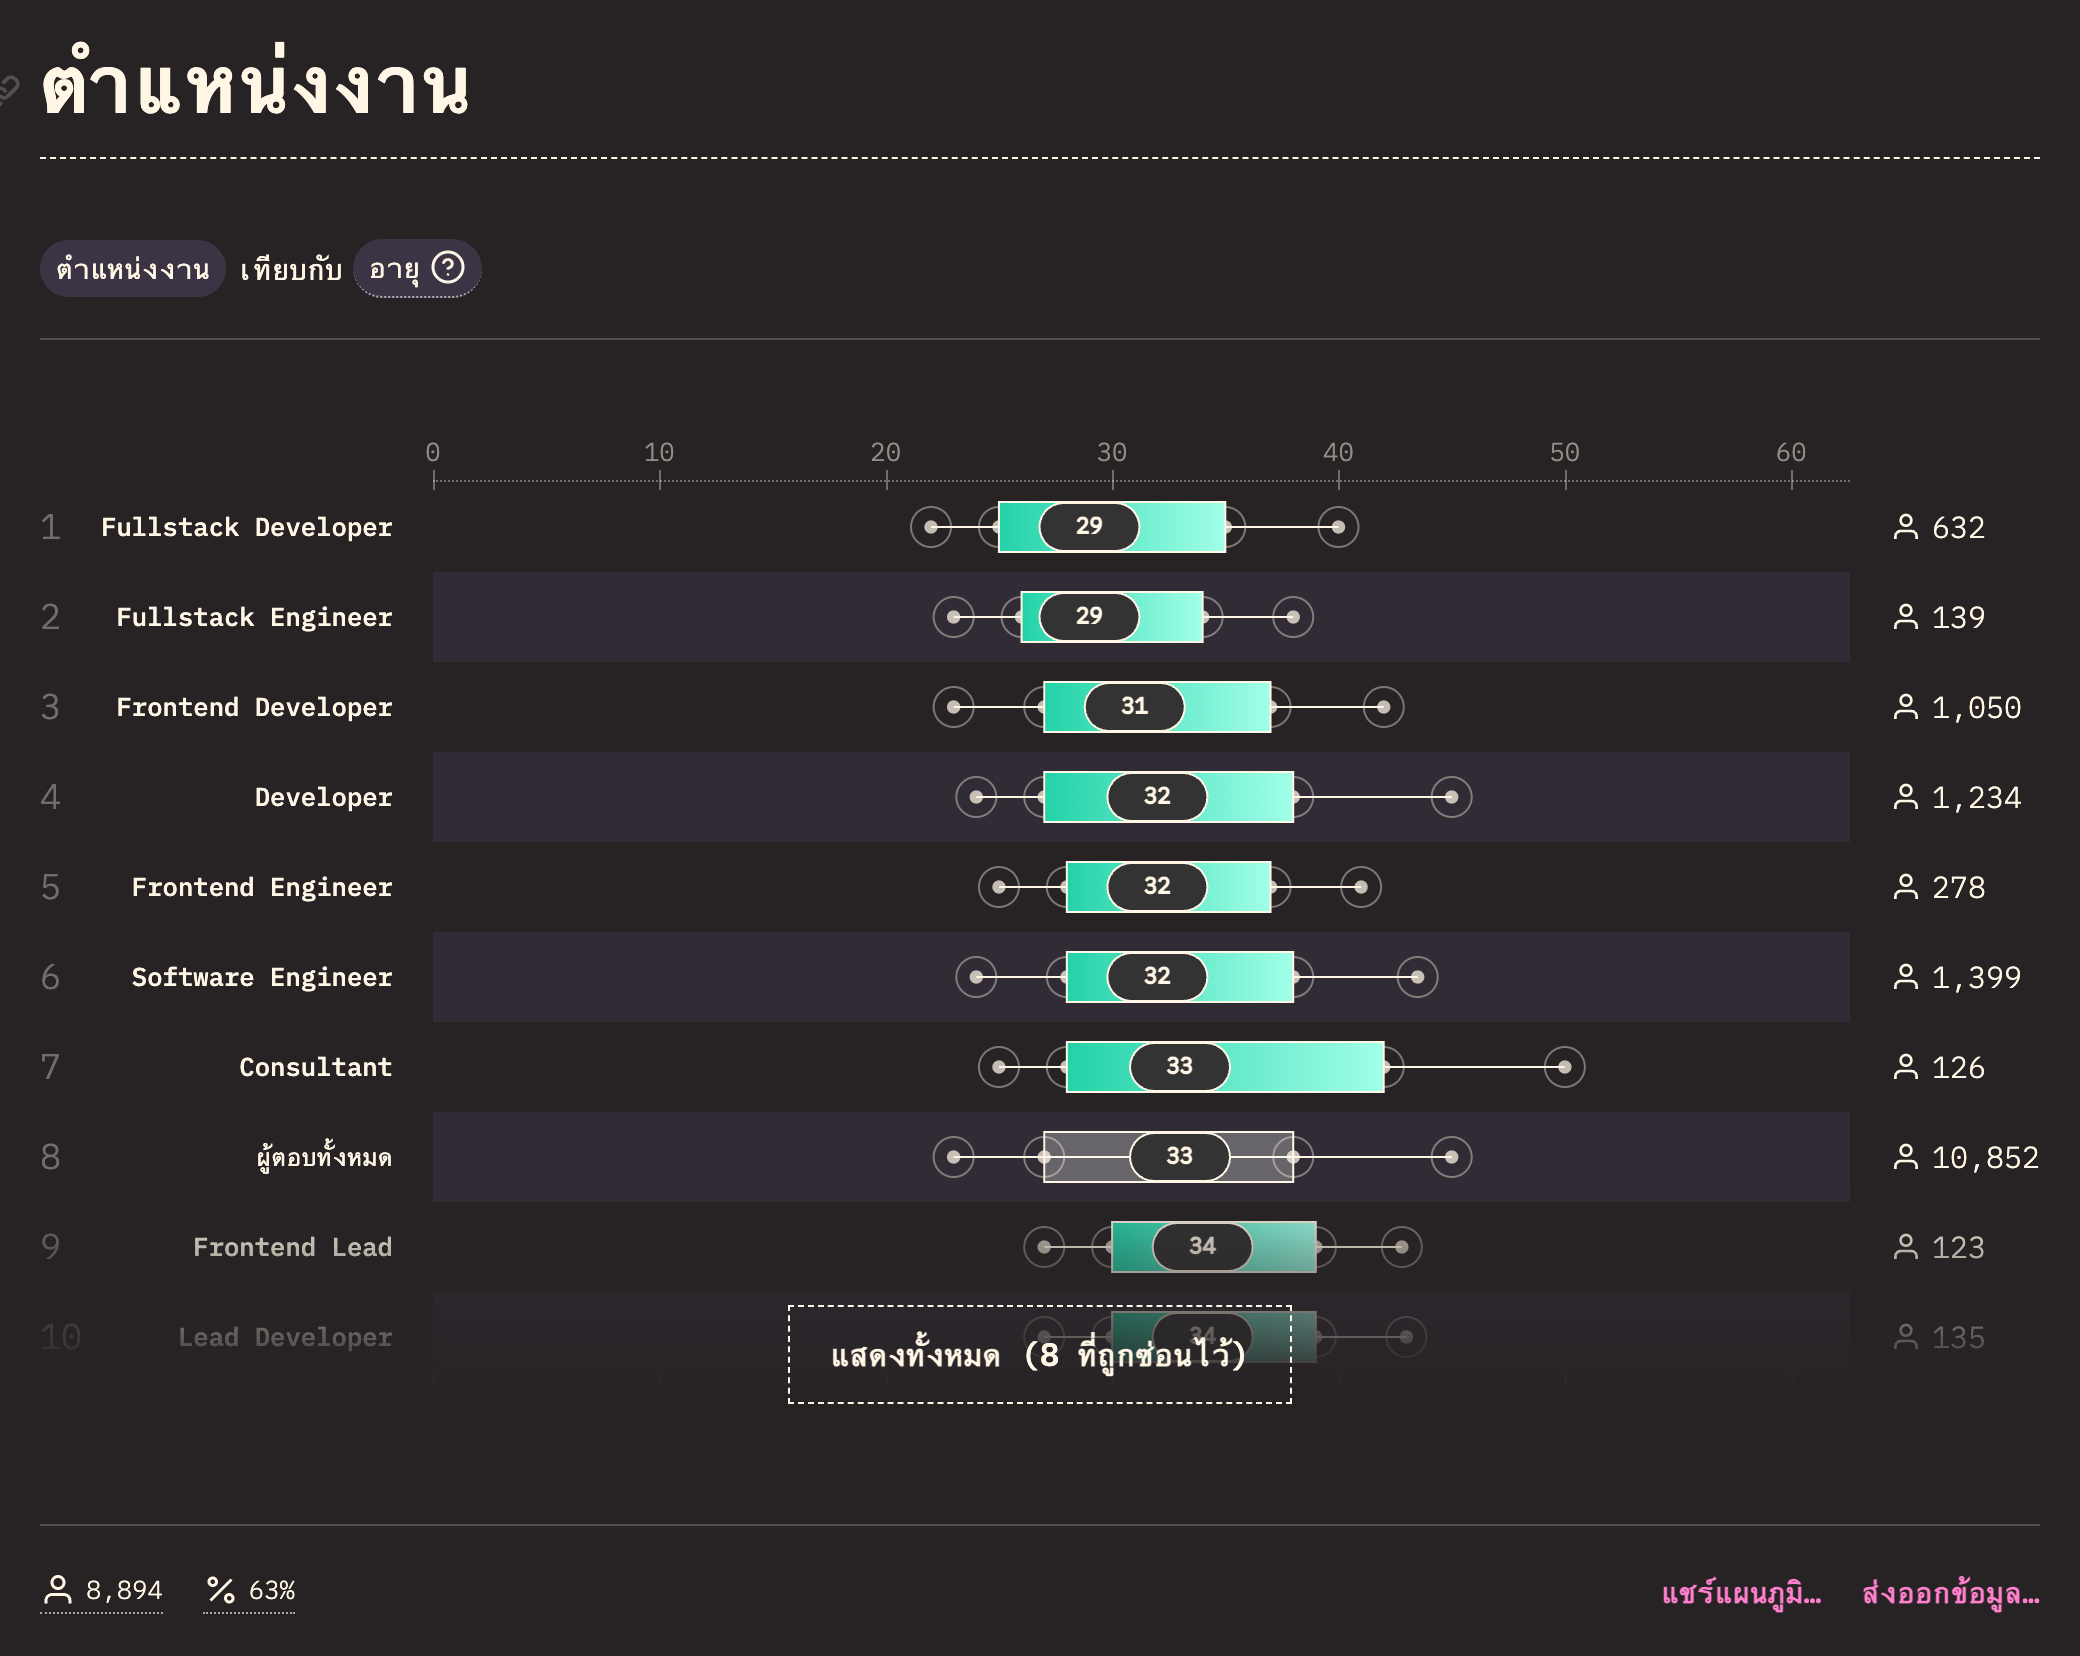 ตำแหน่งงาน
ตำแหน่งงาน เทียบกับ อายุ
0 10 20 30 40 50 60
1 Fullstack Developer 29 632
2 Fullstack Engineer 29 139
3 Frontend Developer 31 1,050
4 Developer 32 1,234
5 Frontend Engineer 32 278
6 Software Engineer 32 1,399
7 Consultant 33 126
8 ผู้ตอบทั้งหมด 33 10,852
9 Frontend Lead 34 123
10 Lead Developer 34 135
แสดงทั้งหมด (8 ที่ถูกซ่อนไว้)
8,894 63% แชร์แผนภูมิ... ส่งออกข้อมูล...